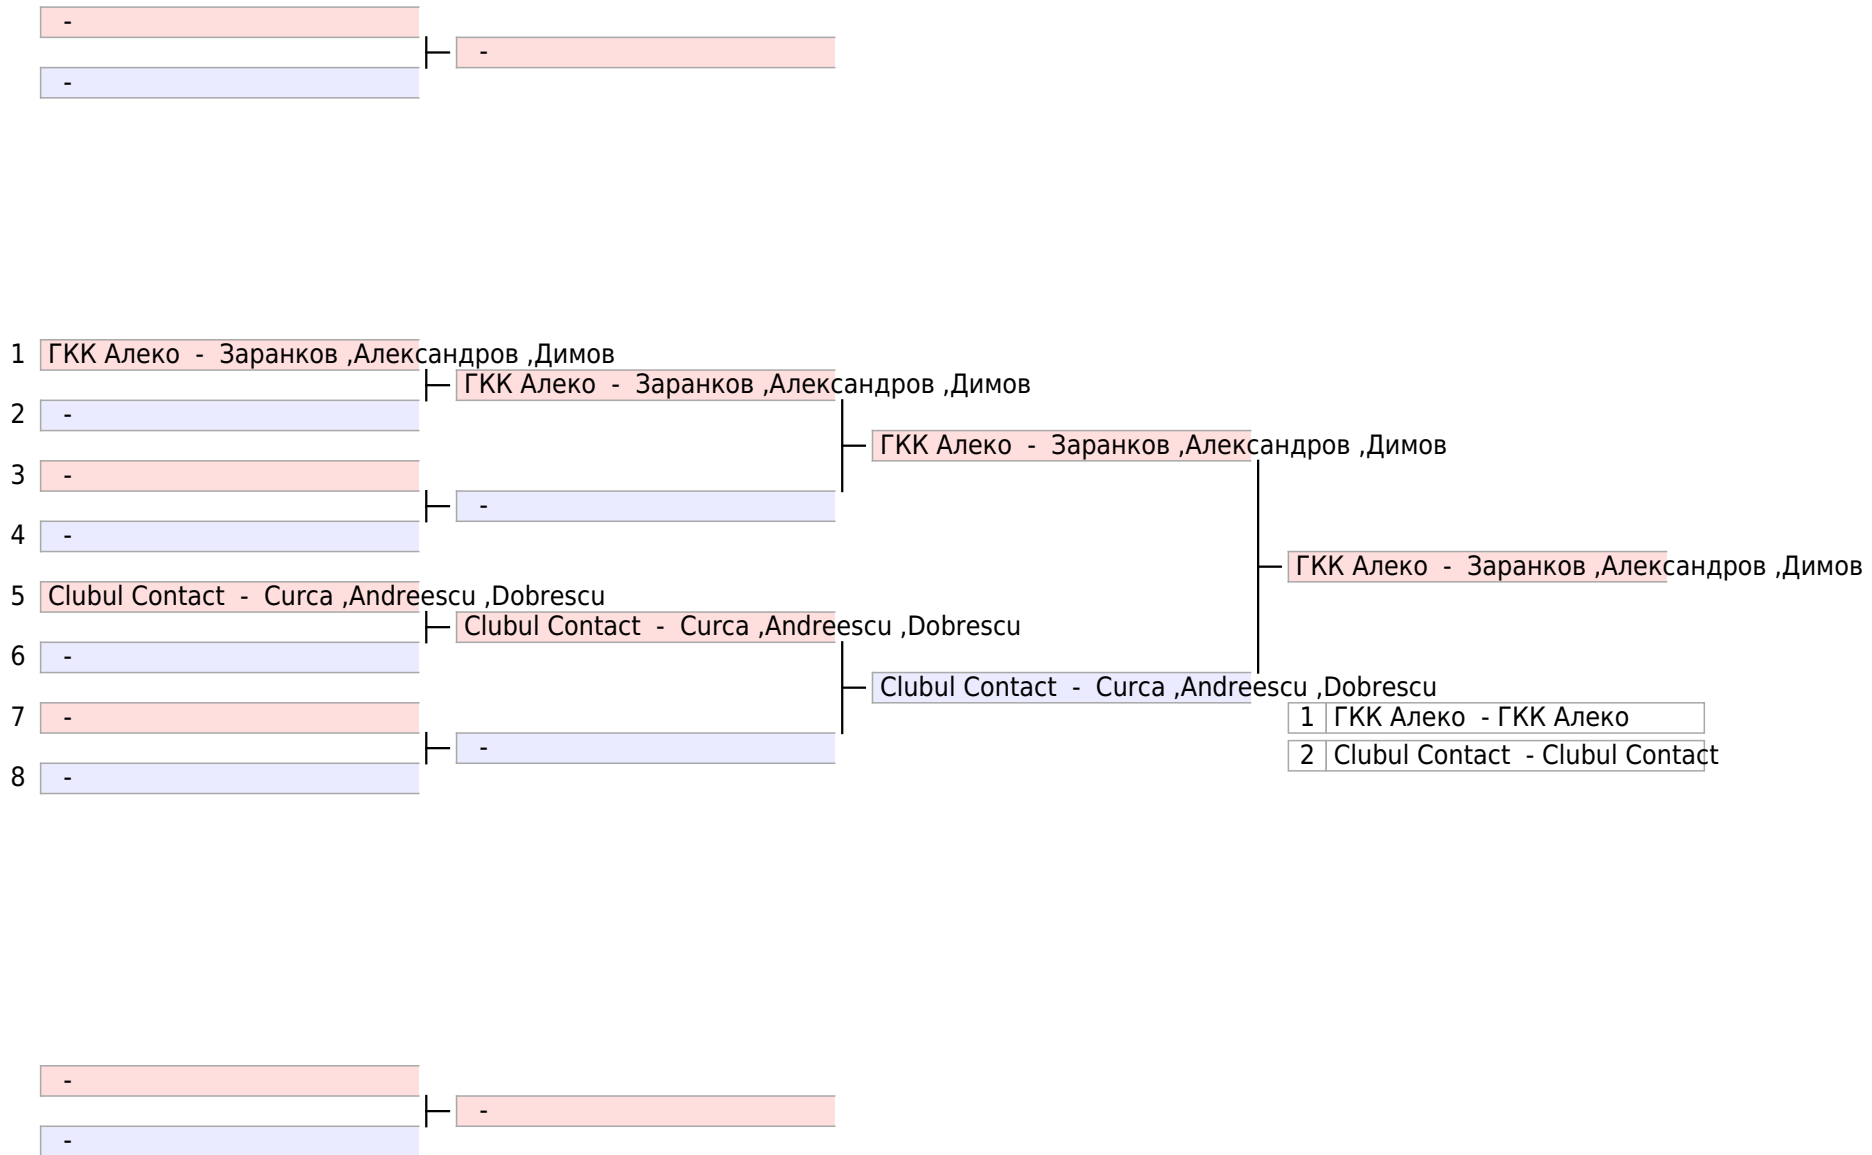 -
-
-
1 ГКК Алеко - Заранков ,Александров ,Димов
ГКК Алеко - Заранков ,Александров ,Димов
2 -
ГКК Алеко - Заранков ,Александров ,Димов
3 -
-
4 -
ГКК Алеко - Заранков ,Александров ,Димов
5 Clubul Contact - Curca ,Andreescu ,Dobrescu
Clubul Contact - Curca ,Andreescu ,Dobrescu
6 -
Clubul Contact - Curca ,Andreescu ,Dobrescu
7 -
1 ГКК Алеко - ГКК Алеко
-
2 Clubul Contact - Clubul Contact
8 -
-
-
-